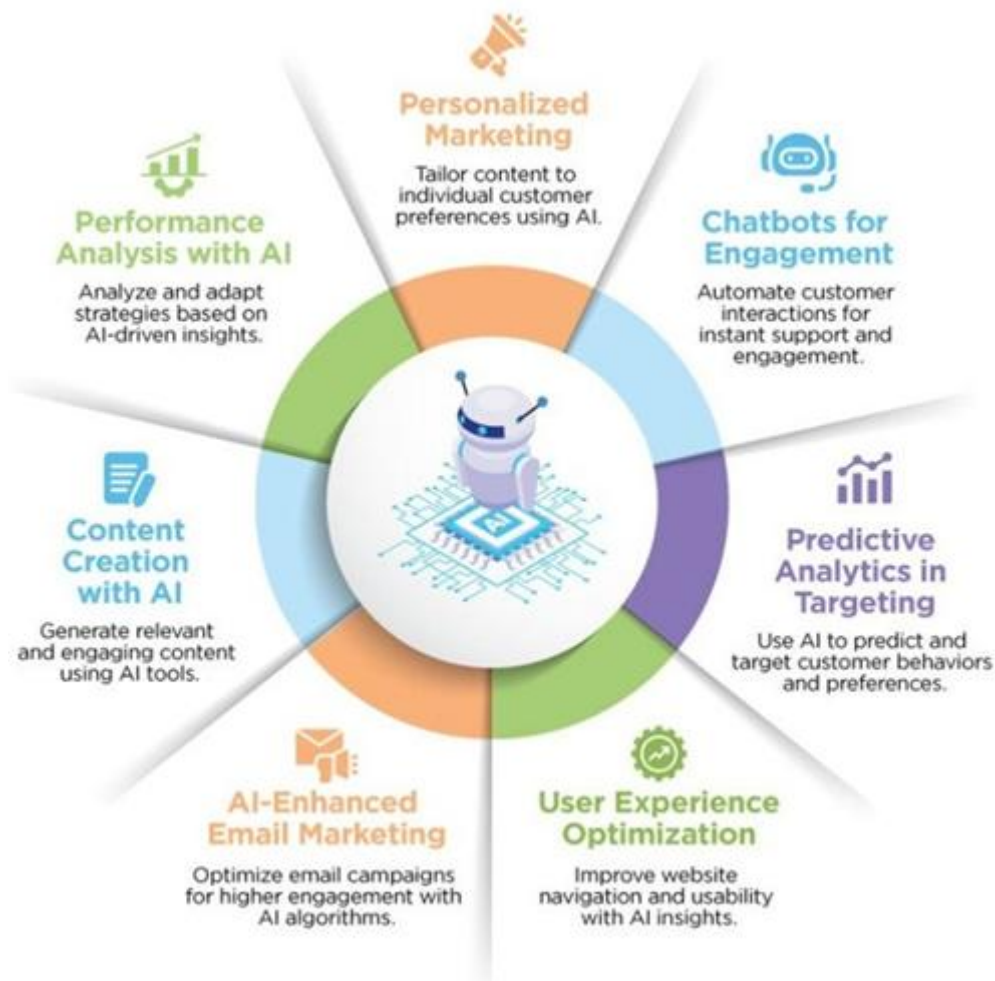 Personalized
Marketing
Tailor content to
individual customer
preferences using AI.
Chatbots for
Engagement
Automate customer
interactions for
instant support and
engagement.
Predictive
Analytics in
Targeting
Use AI to predict and
target customer behaviors
and preferences.
User Experience
Optimization
Improve website
navigation and usability
with AI insights.
AI-Enhanced
Email Marketing
Optimize email campaigns
for higher engagement with
AI algorithms.
Content
Creation
with AI
Generate relevant
and engaging content
using AI tools.
Performance
Analysis with AI
Analyze and adapt
strategies based on
AI-driven insights.
AI